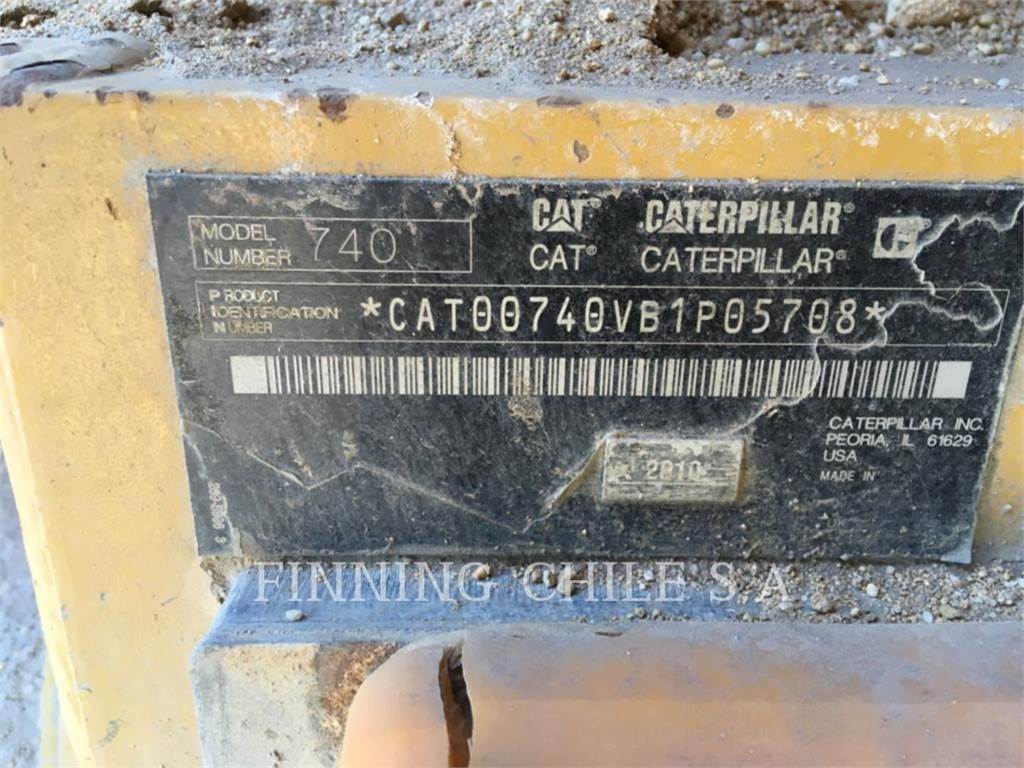 MODEL
NUMBER 740
CAT® CATERPILLAR®
CAT® CATERPILLAR®
PRODUCT
IDENTIFICATION
NUMBER
*CAT00740VB1P05708*
CATERPILLAR INC.
PEORIA, IL 61629
USA
MADE IN
2010
FINNING CHILE S A